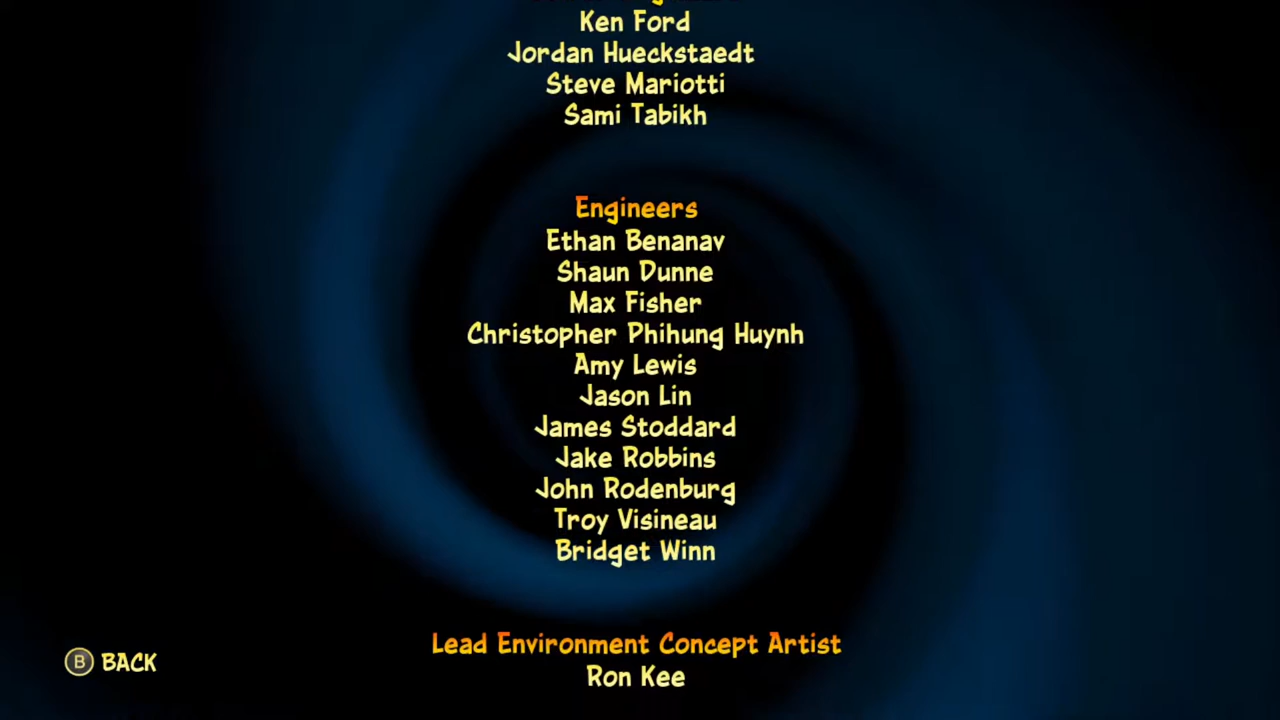 Ken Ford
Jordan Hueckstaedt
Steve Mariotti
Sami Tabikh
Engineers
Ethan Benanav
Shaun Dunne
Max Fisher
Christopher Phihung Huynh
Amy Lewis
Jason Lin
James Stoddard
Jake Robbins
John Rodenburg
Troy Visineau
Bridget Winn
Lead Environment Concept Artist
Ron Kee
B BACK